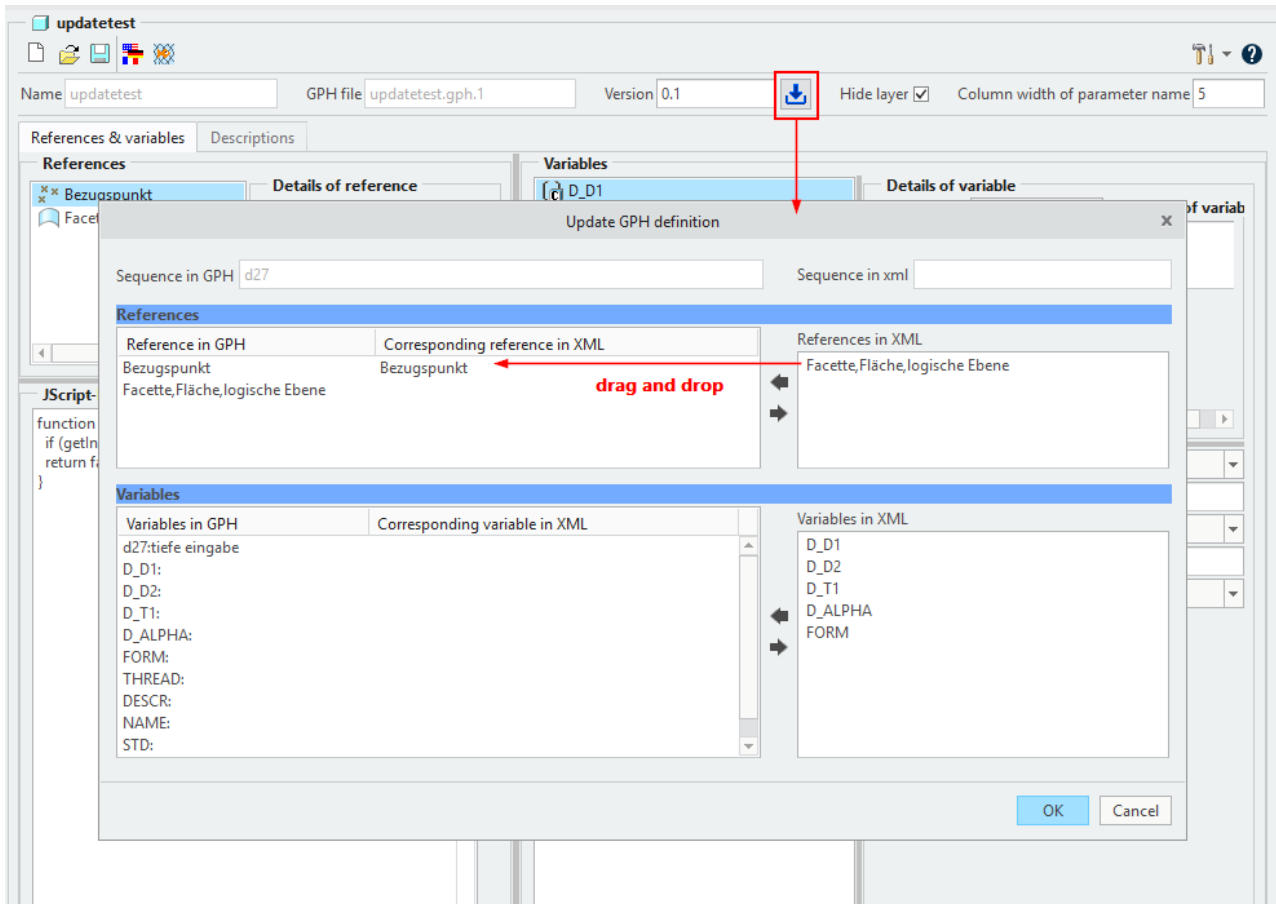 updatetest
Name updatetest GPH file updatetest.gph.1 Version 0.1 Hide layer Column width of parameter name 5
References & variables Descriptions
References Variables
Bezugspunkt Details of reference D_D1 Details of variable
Facet of variab
Update GPH definition
Sequence in GPH d27 Sequence in xml
References
Reference in GPH Corresponding reference in XML References in XML
Bezugspunkt Bezugspunkt Facette,Fläche,logische Ebene
Facette,Fläche,logische Ebene drag and drop
JScript-
function
if (getIn
return fa
}
Variables
Variables in GPH Corresponding variable in XML Variables in XML
d27:tiefe eingabe D_D1
D_D1: D_D2
D_D2: D_T1
D_T1: D_ALPHA
D_ALPHA: FORM
FORM:
THREAD:
DESCR:
NAME:
STD:
OK Cancel